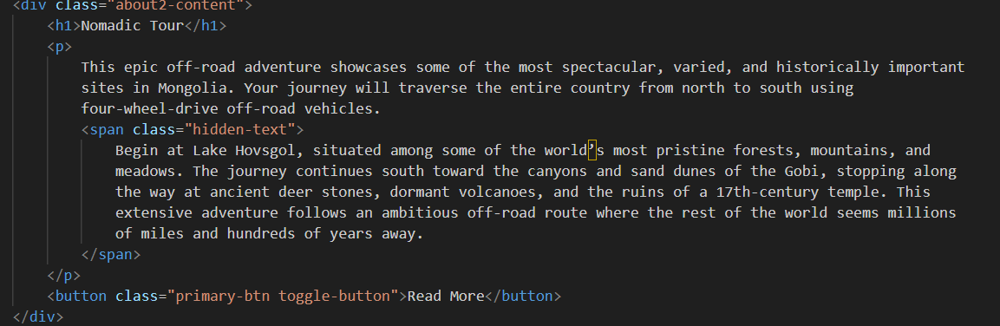 <div class="about2-content">
<h1>Nomadic Tour</h1>
<p>
This epic off-road adventure showcases some of the most spectacular, varied, and historically important
sites in Mongolia. Your journey will traverse the entire country from north to south using
four-wheel-drive off-road vehicles.
<span class="hidden-text">
Begin at Lake Hovsgol, situated among some of the world’s most pristine forests, mountains, and
meadows. The journey continues south toward the canyons and sand dunes of the Gobi, stopping along
the way at ancient deer stones, dormant volcanoes, and the ruins of a 17th-century temple. This
extensive adventure follows an ambitious off-road route where the rest of the world seems millions
of miles and hundreds of years away.
</span>
</p>
<button class="primary-btn toggle-button">Read More</button>
</div>